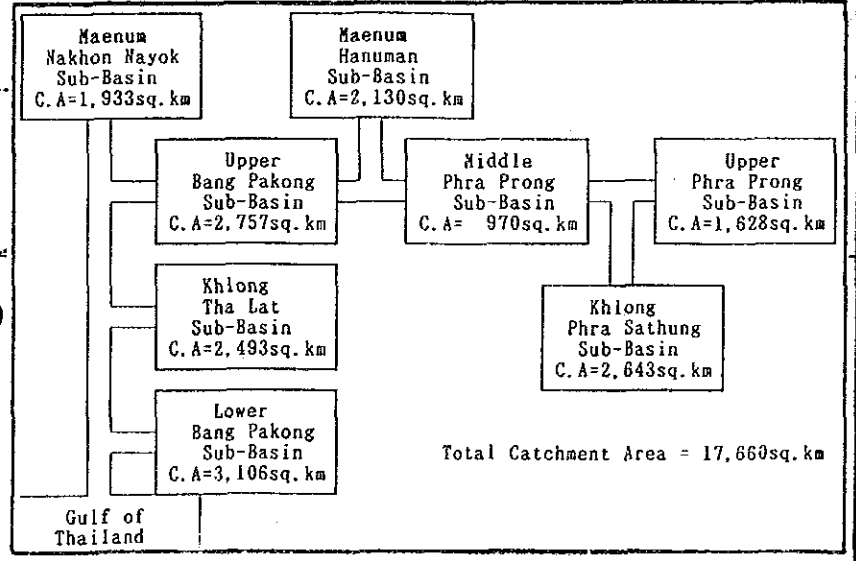 Maenum
Nakhon Nayok
Sub-Basin
C.A=1,933sq.km
Maenum
Hanuman
Sub-Basin
C.A=2,130sq.km
Upper
Bang Pakong
Sub-Basin
C.A=2,757sq.km
Middle
Phra Prong
Sub-Basin
C.A= 970sq.km
Upper
Phra Prong
Sub-Basin
C.A=1,628sq.km
Khlong
Tha Lat
Sub-Basin
C.A=2,493sq.km
Khlong
Phra Sathung
Sub-Basin
C.A=2,643sq.km
Lower
Bang Pakong
Sub-Basin
C.A=3,106sq.km
Total Catchment Area = 17,660sq.km
Gulf of
Thailand